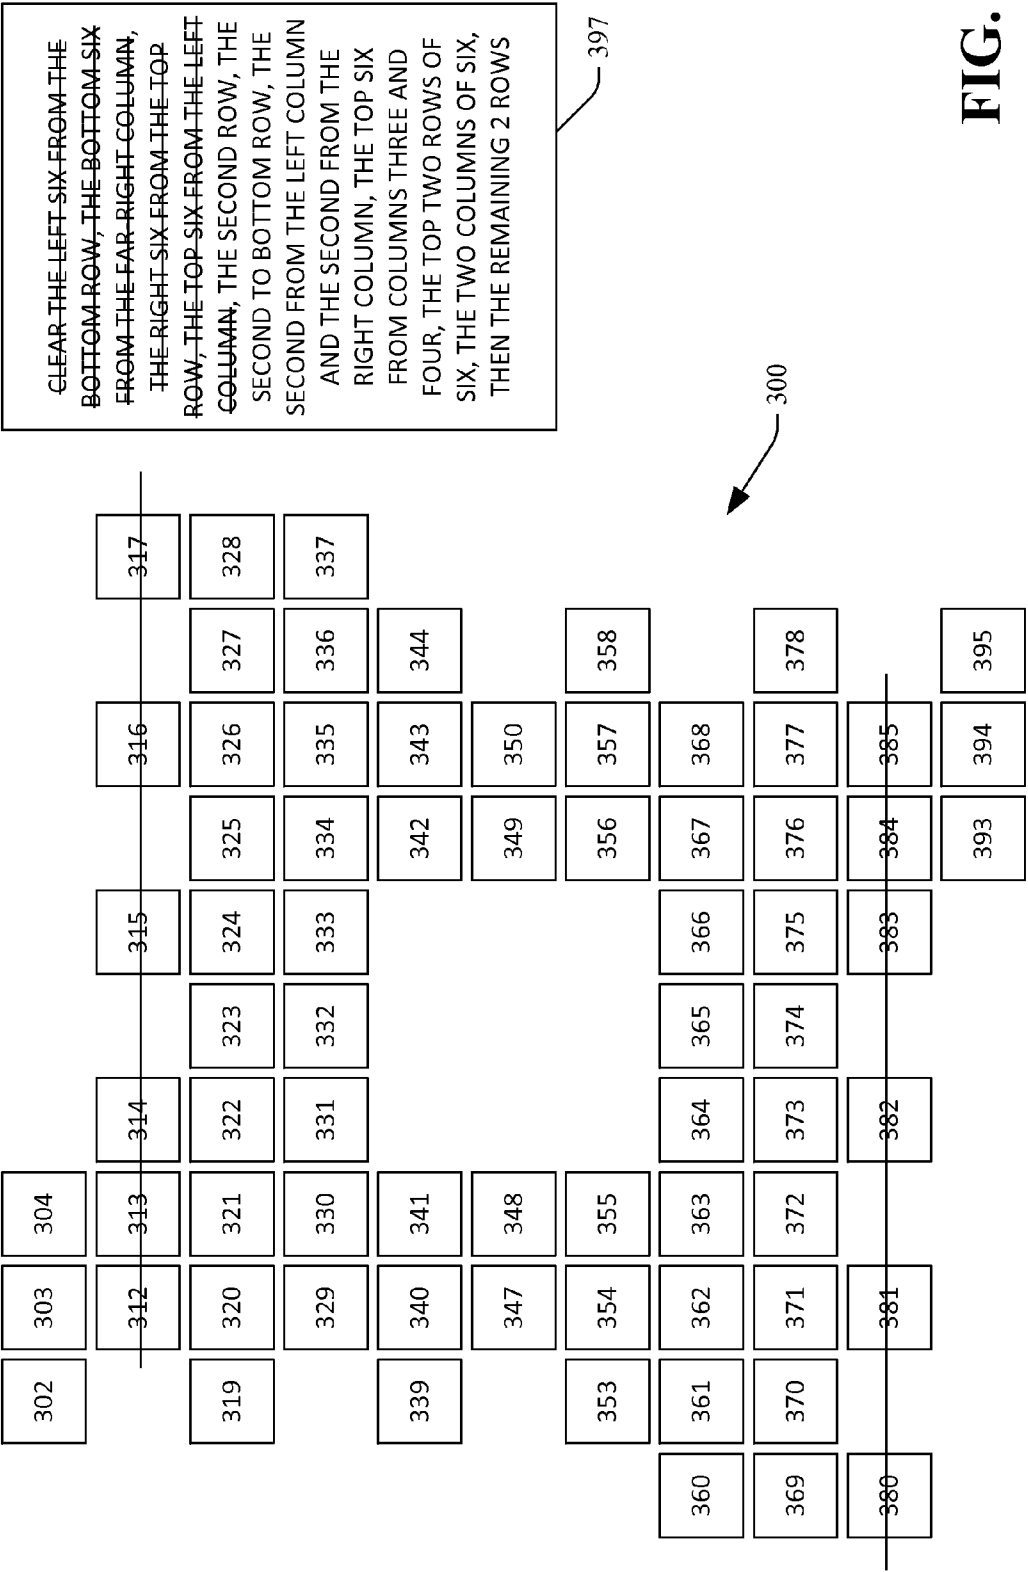 302 303 304
312 313 314 315 316 317
319 320 321 322 323 324 325 326 327 328
329 330 331 332 333 334 335 336 337
339 340 341 342 343 344
347 348 349 350
353 354 355 356 357 358
360 361 362 363 364 365 366 367 368
369 370 371 372 373 374 375 376 377 378
380 381 382 383 384 385
393 394 395
CLEAR THE LEFT SIX FROM THE
BOTTOM ROW, THE BOTTOM SIX
FROM THE FAR-RIGHT COLUMN,
THE RIGHT SIX FROM THE TOP
ROW, THE TOP SIX FROM THE LEFT
COLUMN, THE SECOND ROW, THE
SECOND TO BOTTOM ROW, THE
SECOND FROM THE LEFT COLUMN
AND THE SECOND FROM THE
RIGHT COLUMN, THE TOP SIX
FROM COLUMNS THREE AND
FOUR, THE TOP TWO ROWS OF
SIX, THE TWO COLUMNS OF SIX,
THEN THE REMAINING 2 ROWS
397
300
FIG.